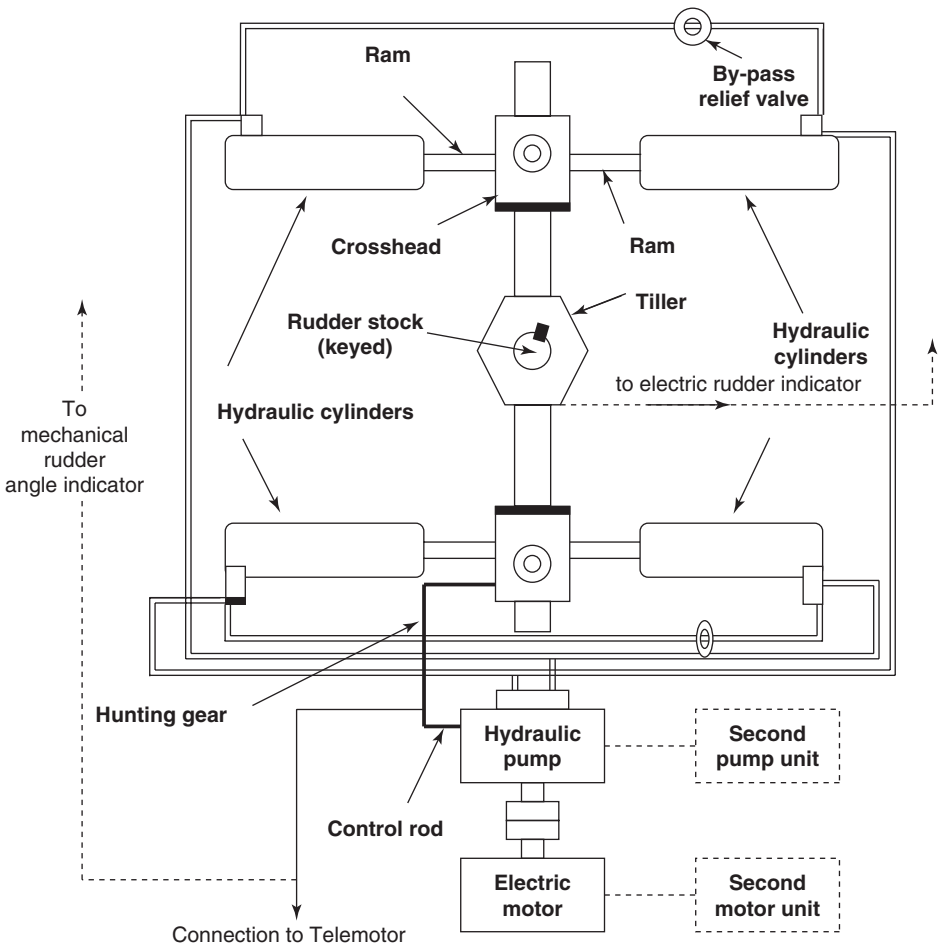 Ram
By-pass
relief valve
Crosshead
Ram
Tiller
Rudder stock
(keyed)
Hydraulic
cylinders
to electric rudder indicator
To
mechanical
rudder
angle indicator
Hydraulic cylinders
Hunting gear
Hydraulic
pump
Second
pump unit
Control rod
Electric
motor
Second
motor unit
Connection to Telemotor